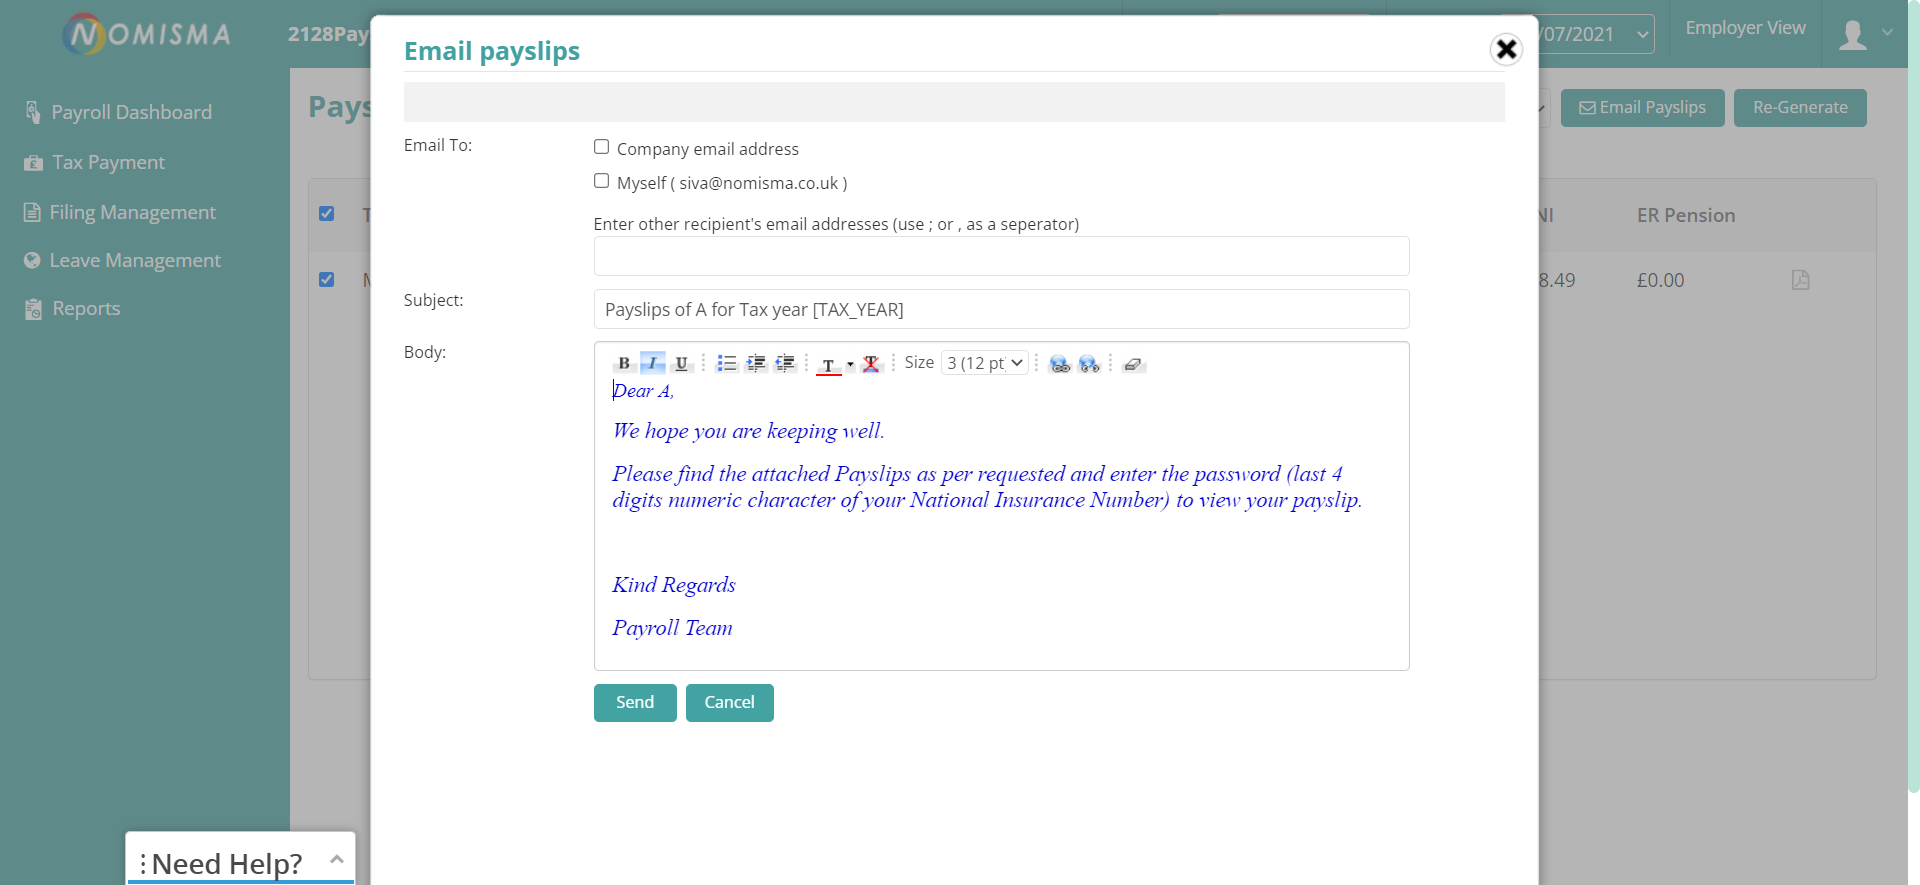 NOMISMA
2128Pay
/07/2021
Employer View
Payroll Dashboard
Tax Payment
Filing Management
Leave Management
Reports
Pays
Email Payslips
Re-Generate
NI
ER Pension
8.49
£0.00
Email payslips
Email To:
Company email address
Myself ( siva@nomisma.co.uk )
Enter other recipient's email addresses (use ; or , as a seperator)
Subject:
Payslips of A for Tax year [TAX_YEAR]
Body:
B I U T T Size 3 (12 pt
Dear A,
We hope you are keeping well.
Please find the attached Payslips as per requested and enter the password (last 4
digits numeric character of your National Insurance Number) to view your payslip.
Kind Regards
Payroll Team
Send
Cancel
Need Help?